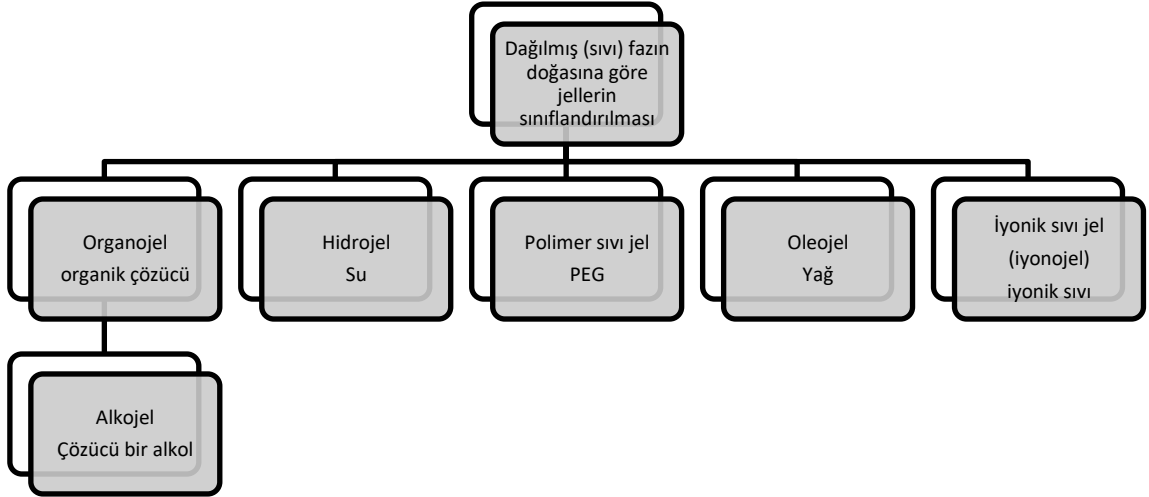 Dağılmış (sıvı) fazın
doğasına göre
jellerin
sınıflandırılması
Organojel
organik çözücü
Hidrojel
Su
Polimer sıvı jel
PEG
Oleojel
Yağ
İyonik sıvı jel
(iyonojel)
iyonik sıvı
Alkojel
Çözücü bir alkol